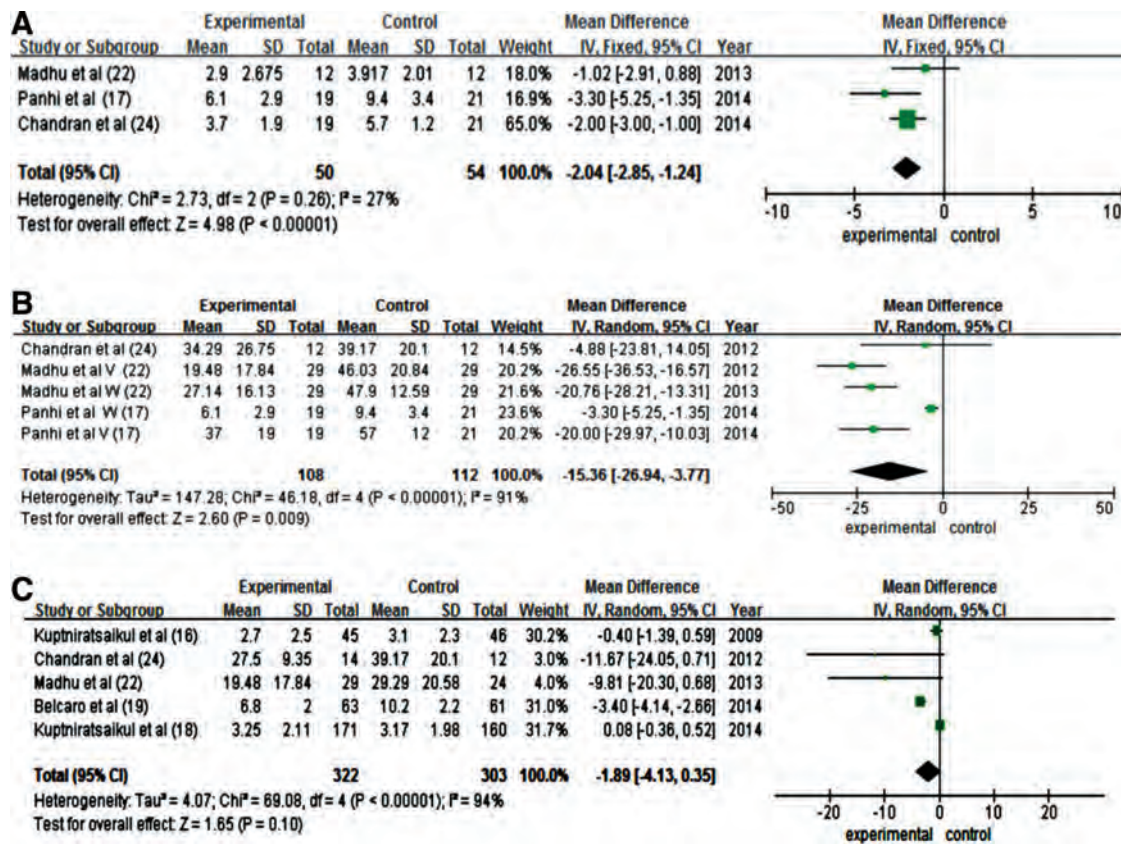 A Experimental Control Mean Difference Mean Difference
Study or Subgroup Mean SD Total Mean SD Total Weight IV, Fixed, 95% CI Year IV, Fixed, 95% CI
Madhu et al (22) 2.9 2.675 12 3.917 2.01 12 18.0% -1.02 [-2.91, 0.88] 2013
Panhi et al (17) 6.1 2.9 19 9.4 3.4 21 16.9% -3.30 [-5.25, -1.35] 2014
Chandran et al (24) 3.7 1.9 19 5.7 1.2 21 65.0% -2.00 [-3.00, -1.00] 2014
Total (95% CI) 50 54 100.0% -2.04 [-2.85, -1.24]
Heterogeneity: Chi² = 2.73, df = 2 (P = 0.26); I² = 27%
Test for overall effect: Z = 4.98 (P < 0.00001)
-10 -5 0 5 10
experimental control
B Experimental Control Mean Difference Mean Difference
Study or Subgroup Mean SD Total Mean SD Total Weight IV, Random, 95% CI Year IV, Random, 95% CI
Chandran et al (24) 34.29 26.75 12 39.17 20.1 12 14.5% -4.88 [-23.81, 14.05] 2012
Madhu et al V (22) 19.48 17.84 29 46.03 20.84 29 20.2% -26.55 [-36.53, -16.57] 2012
Madhu et al W (22) 27.14 16.13 29 47.9 12.59 29 21.6% -20.76 [-28.21, -13.31] 2013
Panhi et al W (17) 6.1 2.9 19 9.4 3.4 21 23.6% -3.30 [-5.25, -1.35] 2014
Panhi et al V (17) 37 19 19 57 12 21 20.2% -20.00 [-29.97, -10.03] 2014
Total (95% CI) 108 112 100.0% -15.36 [-26.94, -3.77]
Heterogeneity: Tau² = 147.28; Chi² = 46.18, df = 4 (P < 0.00001); I² = 91%
Test for overall effect: Z = 2.60 (P = 0.009)
-50 -25 0 25 50
experimental control
C Experimental Control Mean Difference Mean Difference
Study or Subgroup Mean SD Total Mean SD Total Weight IV, Random, 95% CI Year IV, Random, 95% CI
Kuptniratsaikul et al (16) 2.7 2.5 45 3.1 2.3 46 30.2% -0.40 [-1.39, 0.59] 2009
Chandran et al (24) 27.5 9.35 14 39.17 20.1 12 3.0% -11.67 [-24.05, 0.71] 2012
Madhu et al (22) 19.48 17.84 29 29.29 20.58 24 4.0% -9.81 [-20.30, 0.68] 2013
Belcaro et al (19) 6.8 2 63 10.2 2.2 61 31.0% -3.40 [-4.14, -2.66] 2014
Kuptniratsaikul et al (18) 3.25 2.11 171 3.17 1.98 160 31.7% 0.08 [-0.36, 0.52] 2014
Total (95% CI) 322 303 100.0% -1.89 [-4.13, 0.35]
Heterogeneity: Tau² = 4.07; Chi² = 69.08, df = 4 (P < 0.00001); I² = 94%
Test for overall effect: Z = 1.65 (P = 0.10)
-20 -10 0 10 20
experimental control